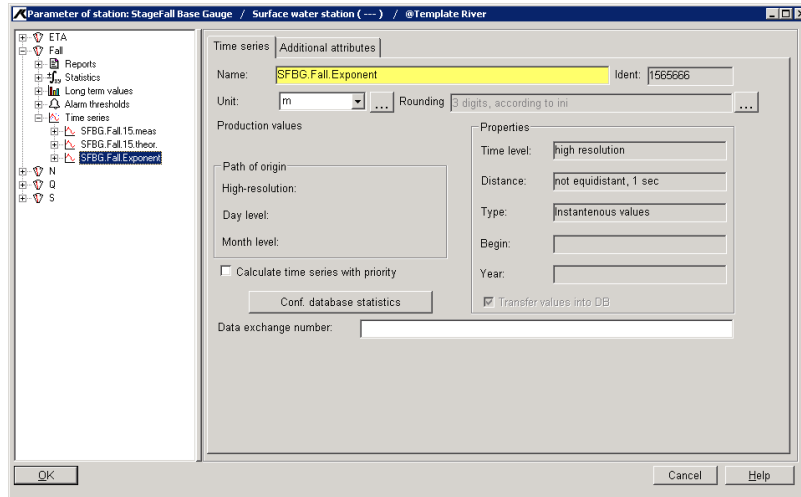 Parameter of station: StageFall Base Gauge / Surface water station ( --- ) / @Template River
ETA
Fall
Reports
Statistics
Long term values
Alarm thresholds
Time series
SFBG.Fall.15.meas
SFBG.Fall.15.theor.
SFBG.Fall.Exponent
N
Q
S
Time series Additional attributes
Name: SFBG.Fall.Exponent Ident: 1565666
Unit: m ... Rounding 3 digits, according to ini ...
Production values
Path of origin
High-resolution:
Day level:
Month level:
Calculate time series with priority
Conf. database statistics
Properties
Time level: high resolution
Distance: not equidistant, 1 sec
Type: Instantenous values
Begin:
Year:
Transfer values into DB
Data exchange number:
OK Cancel Help